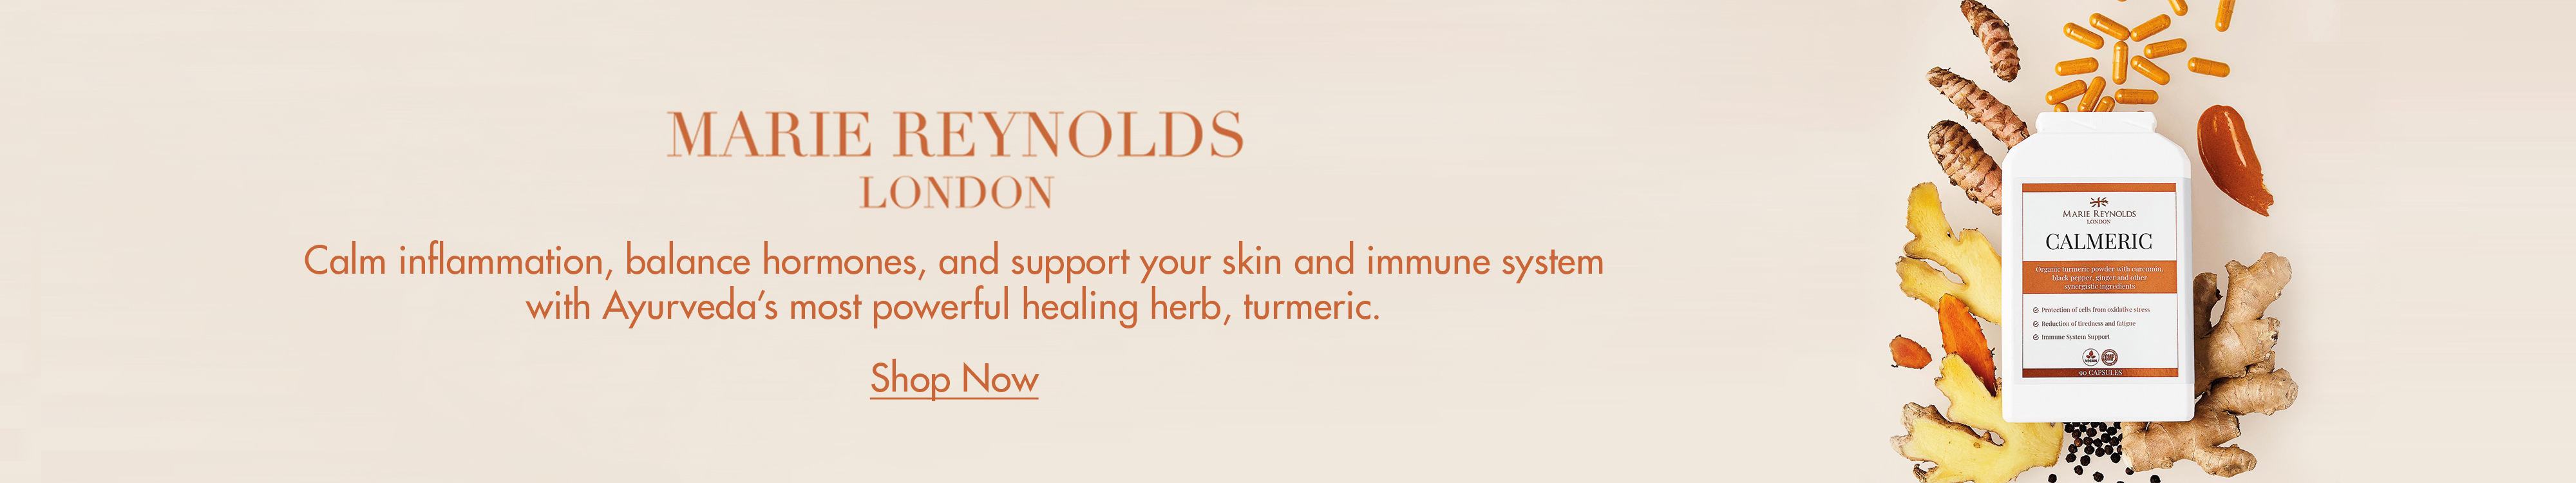 MARIE REYNOLDS
LONDON
Calm inflammation, balance hormones, and support your skin and immune system
with Ayurveda’s most powerful healing herb, turmeric.
Shop Now
MARIE REYNOLDS
LONDON
CALMERIC
Organic turmeric powder with curcumin,
black pepper, ginger and other
synergistic ingredients
Protection of cells from oxidative stress
Reduction of tiredness and fatigue
Immune System Support
VEGAN
90 CAPSULES